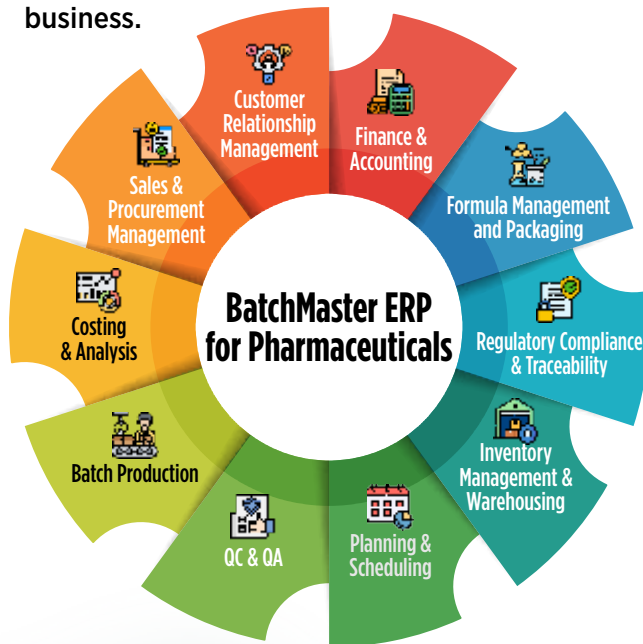 business.
Customer
Relationship
Management
Finance &
Accounting
Formula Management
and Packaging
Regulatory Compliance
& Traceability
Inventory
Management &
Warehousing
Planning &
Scheduling
QC & QA
Batch Production
Costing
& Analysis
Sales &
Procurement
Management
BatchMaster ERP
for Pharmaceuticals